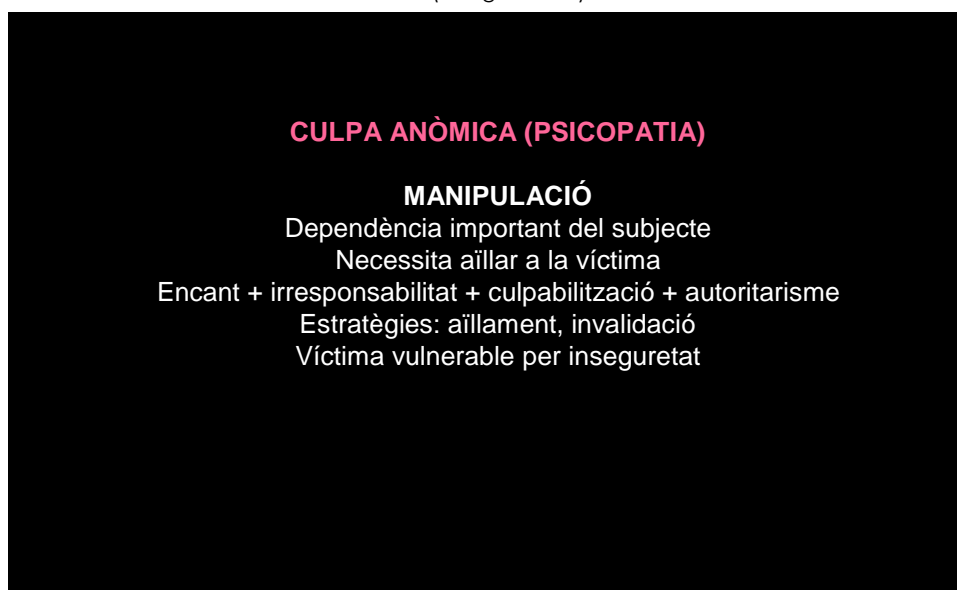 CULPA ANÒMICA (PSICOPATIA)
MANIPULACIÓ
Dependència important del subjecte
Necessita aïllar a la víctima
Encant + irresponsabilitat + culpabilització + autoritarisme
Estratègies: aïllament, invalidació
Víctima vulnerable per inseguretat